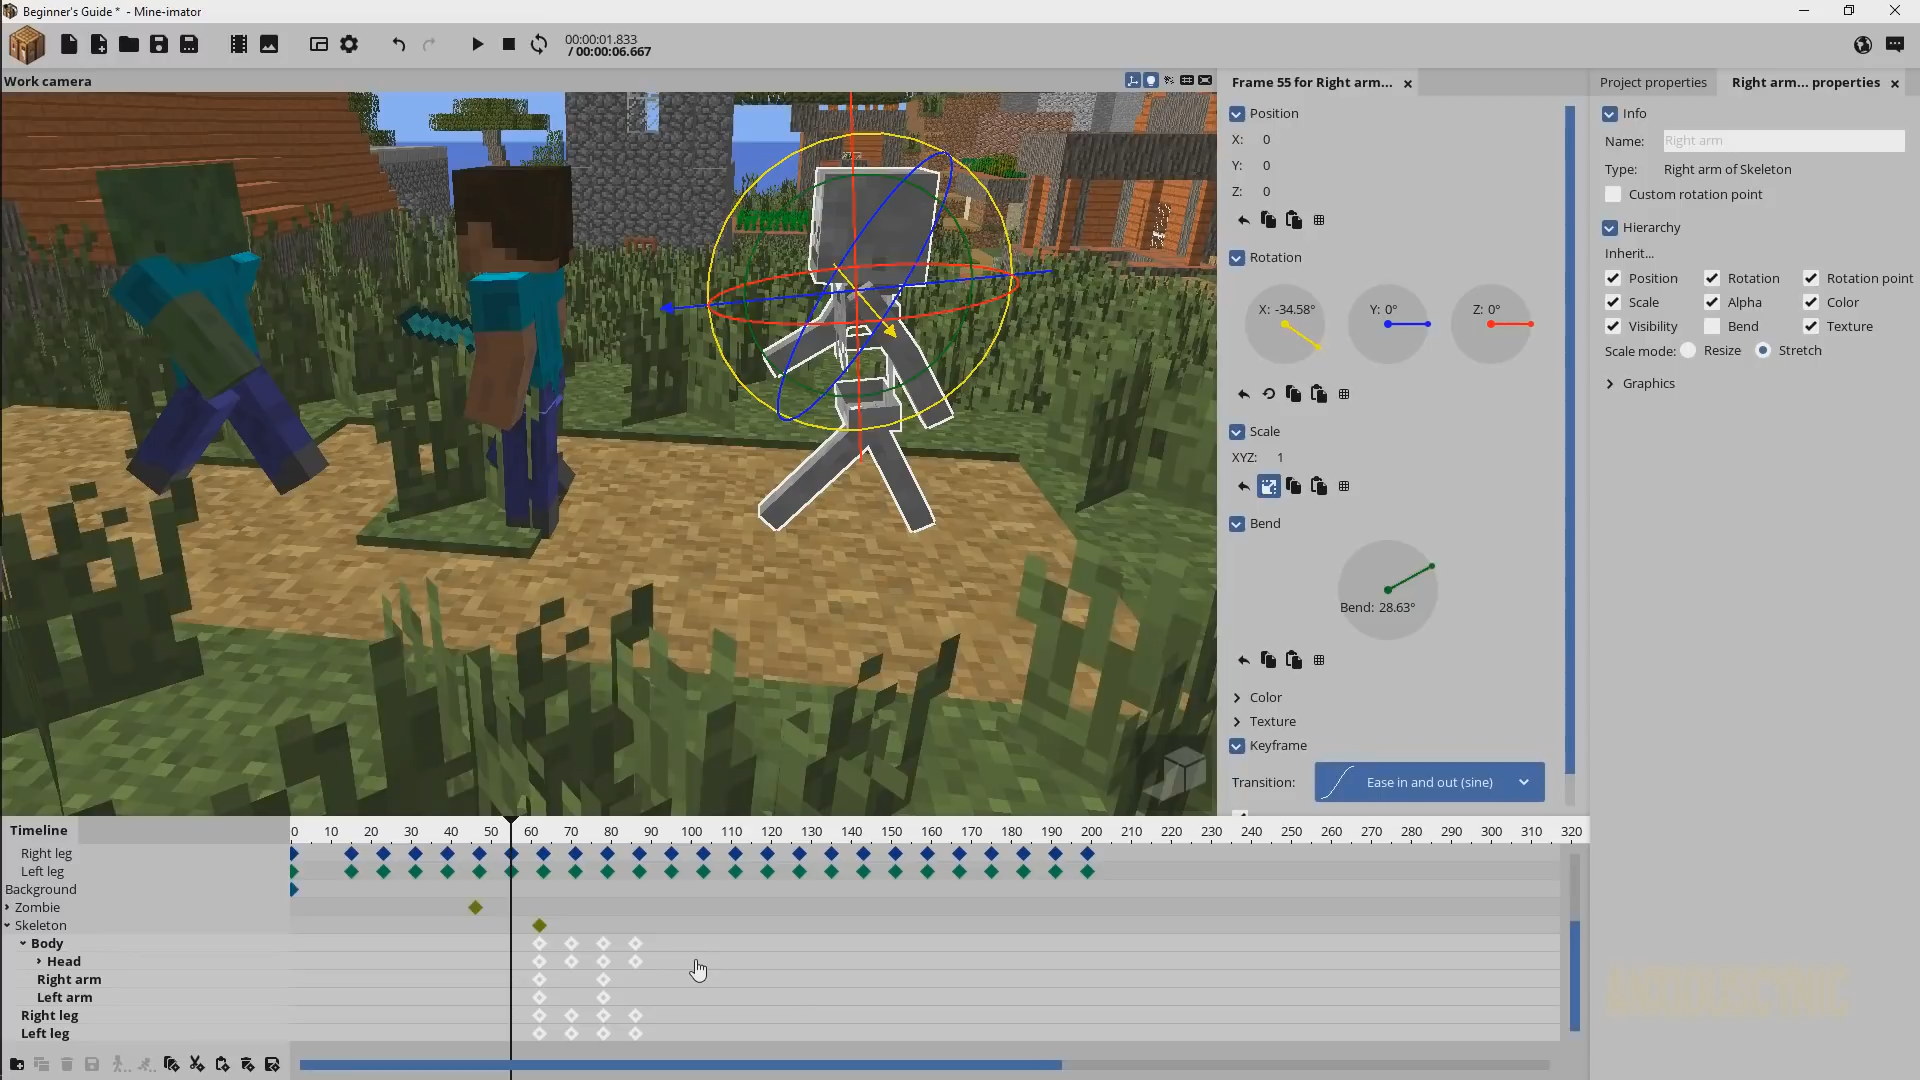 Beginner's Guide * - Mine-imator
00:00:01.833
/ 00:00:06.667
Work camera
Frame 55 for Right arm...
Position
X: 0
Y: 0
Z: 0
Rotation
X: -34.58°
Y: 0°
Z: 0°
Scale
XYZ: 1
Bend
Bend: 28.63°
Color
Texture
Keyframe
Transition: Ease in and out (sine)
Project properties
Right arm... properties
Info
Name: Right arm
Type: Right arm of Skeleton
Custom rotation point
Hierarchy
Inherit...
Position Rotation Rotation point
Scale Alpha Color
Visibility Bend Texture
Scale mode: Resize Stretch
Graphics
Timeline
0 10 20 30 40 50 60 70 80 90 100 110 120 130 140 150 160 170 180 190 200 210 220 230 240 250 260 270 280 290 300 310 320
Right leg
Left leg
Background
Zombie
Skeleton
Body
Head
Right arm
Left arm
Right leg
Left leg